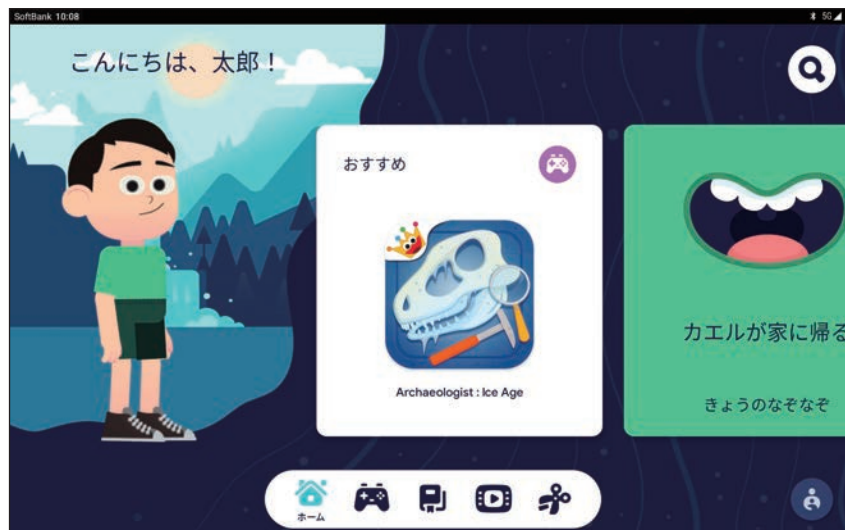 SoftBank 10:08
5G
こんにちは、太郎！
おすすめ
Archaeologist : Ice Age
カエルが家に帰る
きょうのなぞなぞ
ホーム